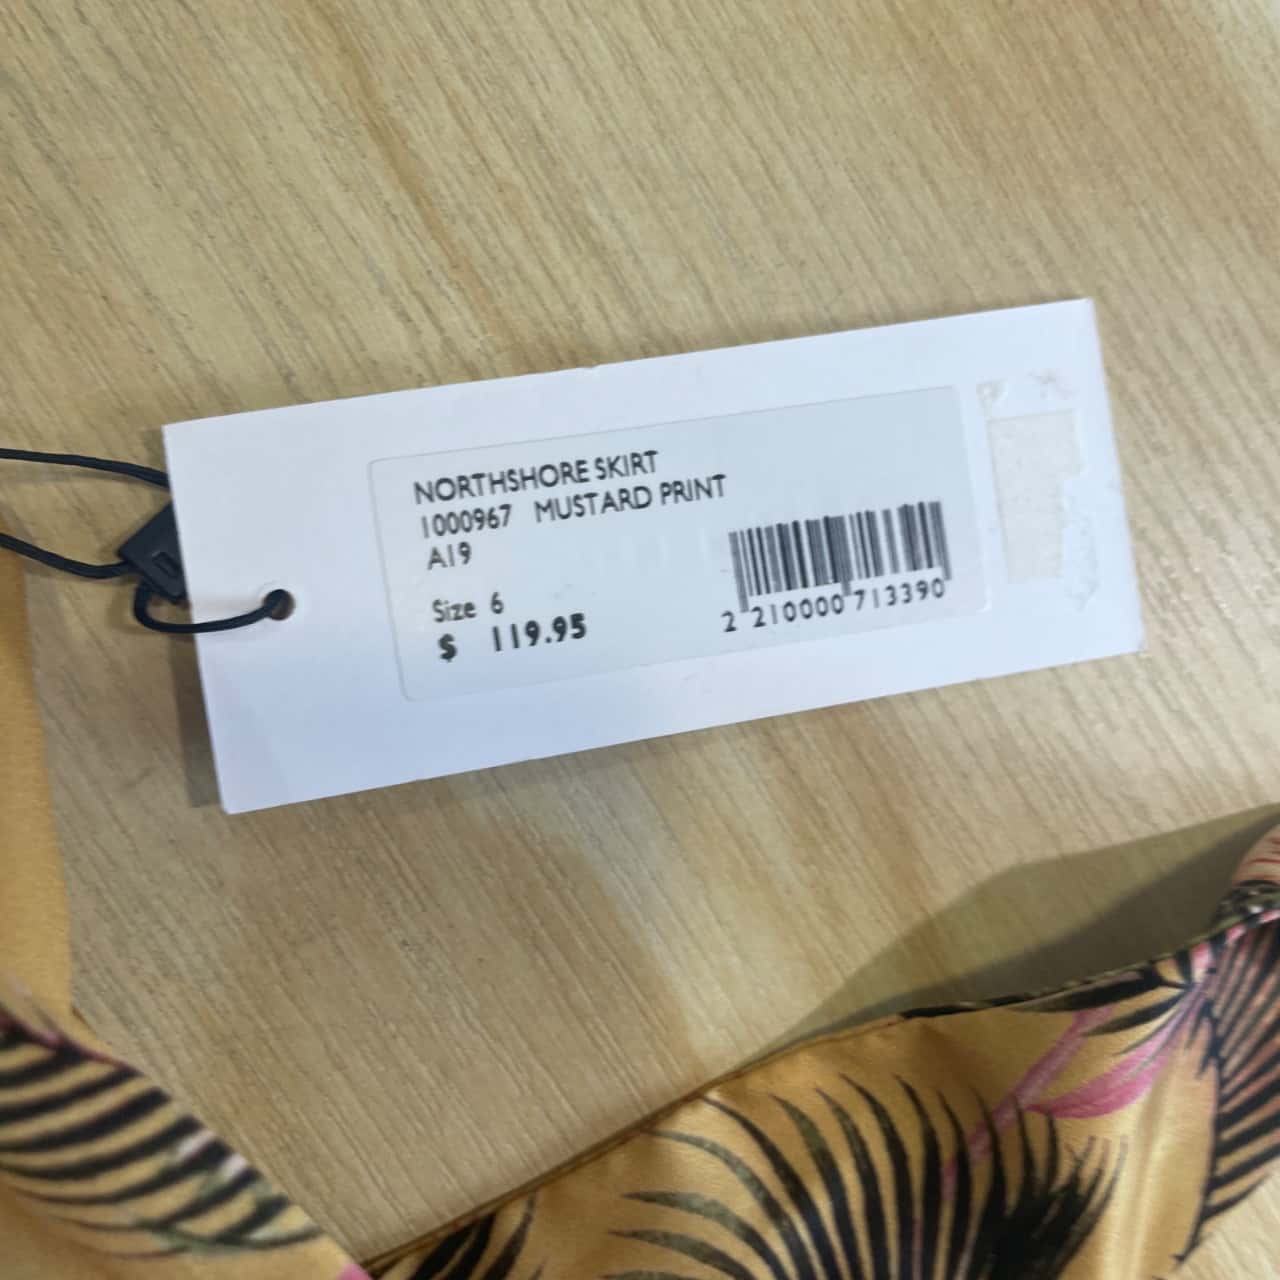 NORTHSHORE SKIRT
1000967 MUSTARD PRINT
A19
Size 6
$ 119.95
2 210000 713390